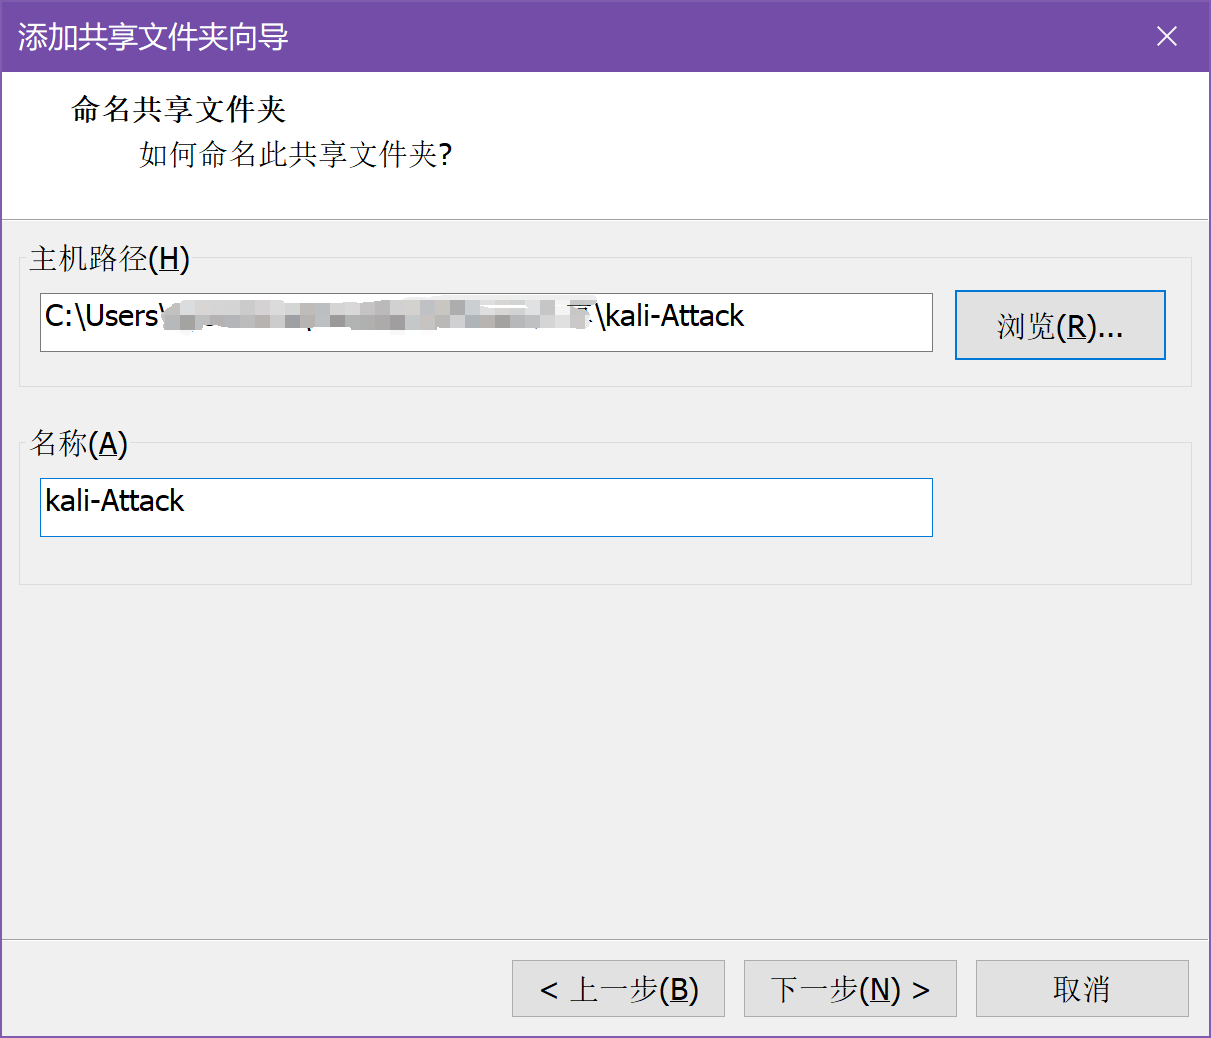 添加共享文件夹向导
命名共享文件夹
如何命名此共享文件夹?
主机路径(H)
C:\Users\ \kali-Attack
浏览(R)...
名称(A)
kali-Attack
< 上一步(B)
下一步(N) >
取消